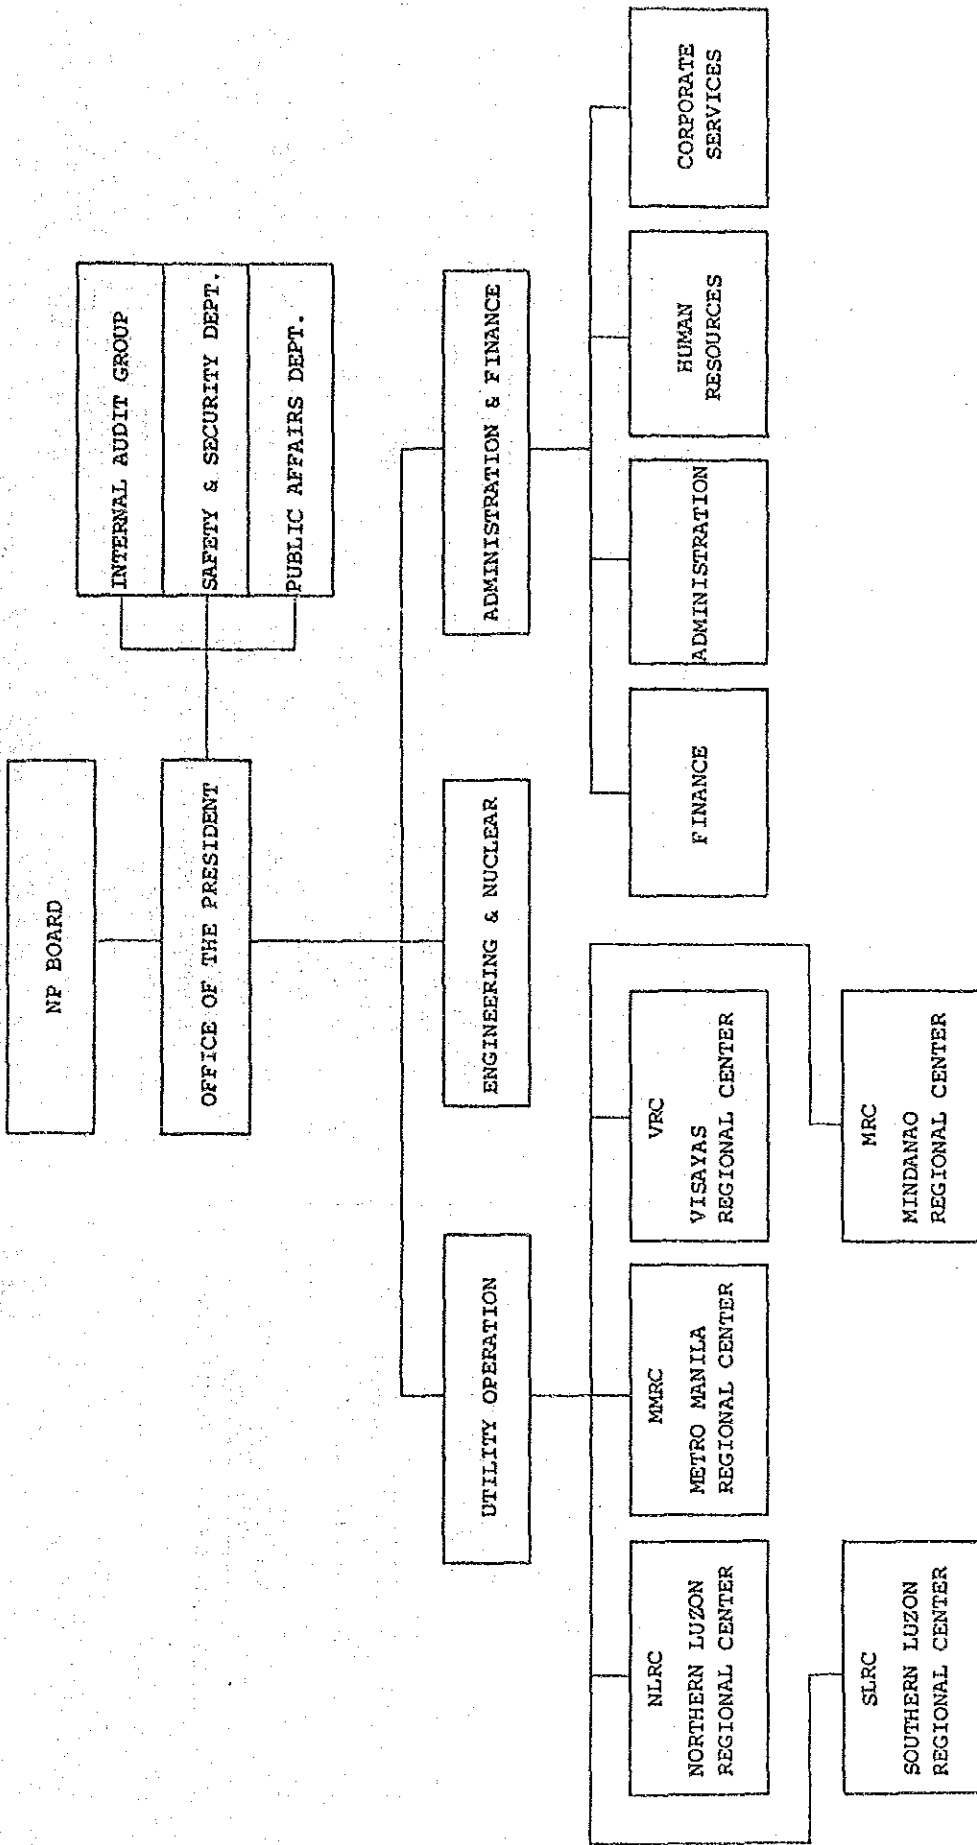 NP BOARD
OFFICE OF THE PRESIDENT
INTERNAL AUDIT GROUP
SAFETY & SECURITY DEPT.
PUBLIC AFFAIRS DEPT.
UTILITY OPERATION
ENGINEERING & NUCLEAR
ADMINISTRATION & FINANCE
NLRC
NORTHERN LUZON
REGIONAL CENTER
MMRC
METRO MANILA
REGIONAL CENTER
VRC
VISAYAS
REGIONAL CENTER
FINANCE
ADMINISTRATION
HUMAN
RESOURCES
CORPORATE
SERVICES
SLRC
SOUTHERN LUZON
REGIONAL CENTER
MRC
MINDANAO
REGIONAL CENTER